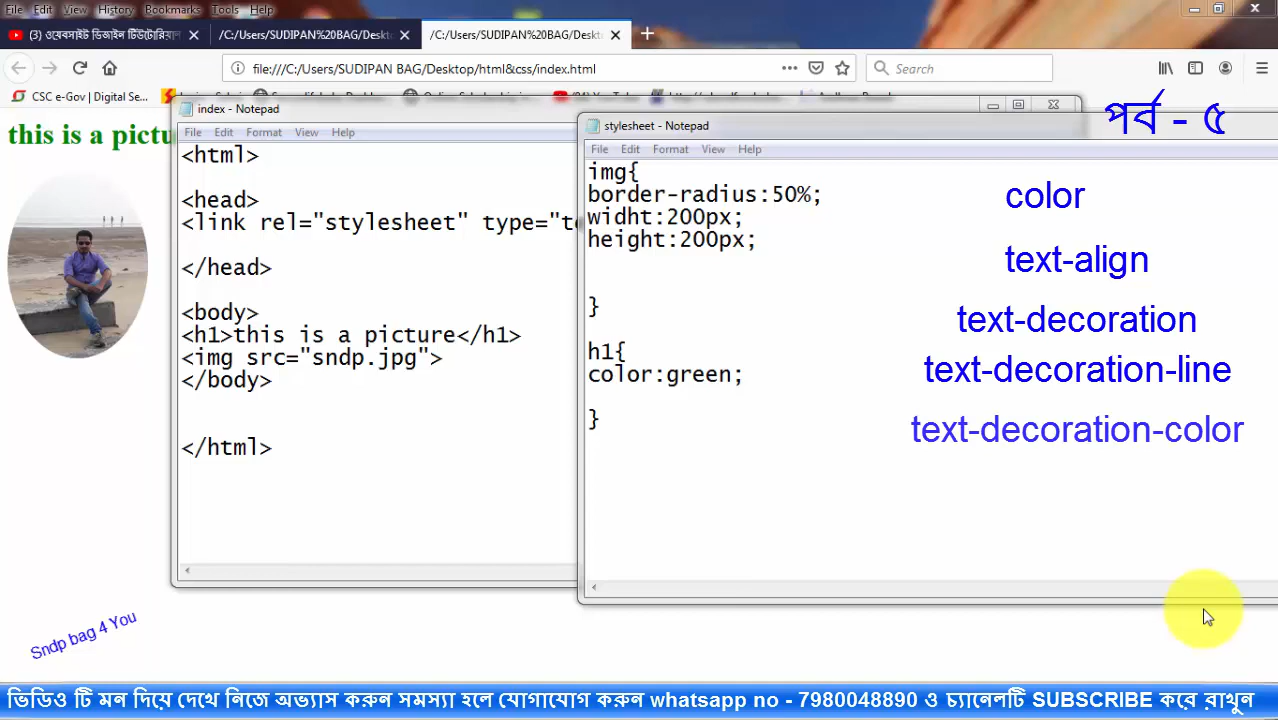 File Edit View History Bookmarks Tools Help
(3) ওয়েবসাইট ডিজাইন টিউটোরিয়াল
/C:/Users/SUDIPAN%20BAG/Deskt
/C:/Users/SUDIPAN%20BAG/Deskt
file:///C:/Users/SUDIPAN BAG/Desktop/html&css/index.html
Search
CSC e-Gov | Digital Se...
this is a pictu
index - Notepad
File Edit Format View Help
<html>
<head>
<link rel="stylesheet" type="te
</head>
<body>
<h1>this is a picture</h1>
<img src="sndp.jpg">
</body>
</html>
stylesheet - Notepad
File Edit Format View Help
img{
border-radius:50%;
widht:200px;
height:200px;
}
h1{
color:green;
}
পর্ব - ৫
color
text-align
text-decoration
text-decoration-line
text-decoration-color
Sndp bag 4 You
ভিডিও টি মন দিয়ে দেখে নিজে অভ্যাস করুন সমস্যা হলে যোগাযোগ করুন whatsapp no - 7980048890 ও চ্যানেলটি SUBSCRIBE করে রাখুন